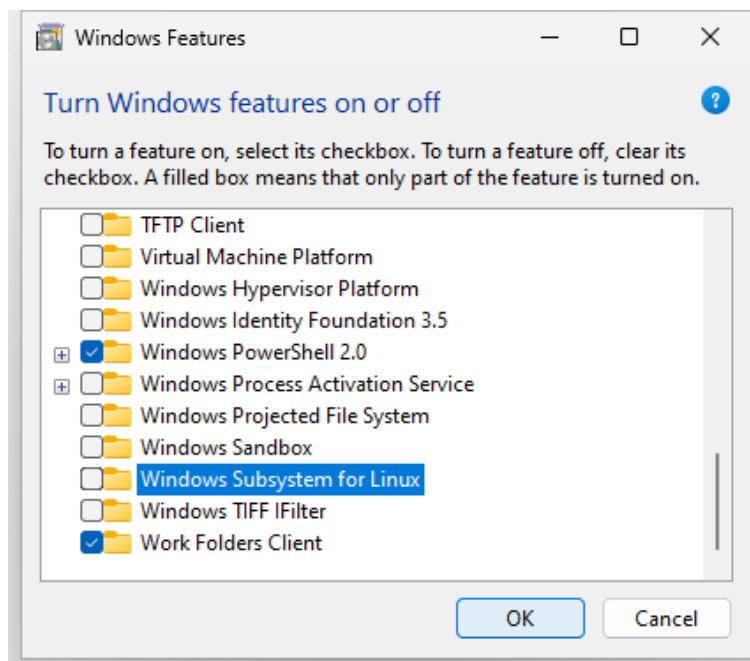 Windows Features
Turn Windows features on or off
?
To turn a feature on, select its checkbox. To turn a feature off, clear its
checkbox. A filled box means that only part of the feature is turned on.
TFTP Client
Virtual Machine Platform
Windows Hypervisor Platform
Windows Identity Foundation 3.5
Windows PowerShell 2.0
Windows Process Activation Service
Windows Projected File System
Windows Sandbox
Windows Subsystem for Linux
Windows TIFF IFilter
Work Folders Client
OK Cancel